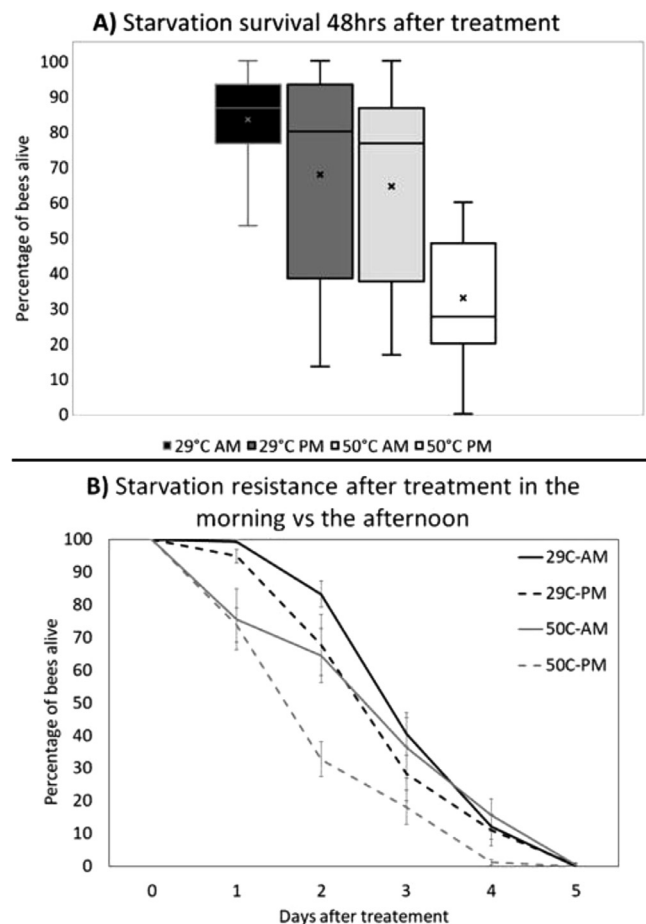 A) Starvation survival 48hrs after treatment
Percentage of bees alive
100
90
80
70
60
50
40
30
20
10
0
29°C AM 29°C PM 50°C AM 50°C PM
B) Starvation resistance after treatment in the
morning vs the afternoon
Percentage of bees alive
100
90
80
70
60
50
40
30
20
10
0
29C-AM
29C-PM
50C-AM
50C-PM
0 1 2 3 4 5
Days after treatement